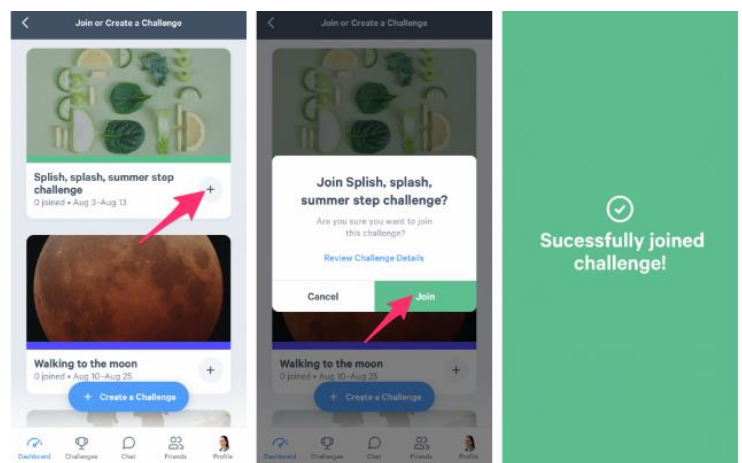 Join or Create a Challenge
Splish, splash, summer step
challenge
0 joined • Aug 3-Aug 13
+
Walking to the moon
0 joined • Aug 10-Aug 25
+
+ Create a Challenge
Dashboard Challenges Chat Friends Profile
Join or Create a Challenge
Join Splish, splash,
summer step challenge?
Are you sure you want to join
this challenge?
Review Challenge Details
Cancel Join
Walking to the moon
0 joined • Aug 10-Aug 25
+
+ Create a Challenge
Dashboard Challenges Chat Friends Profile
Sucessfully joined
challenge!